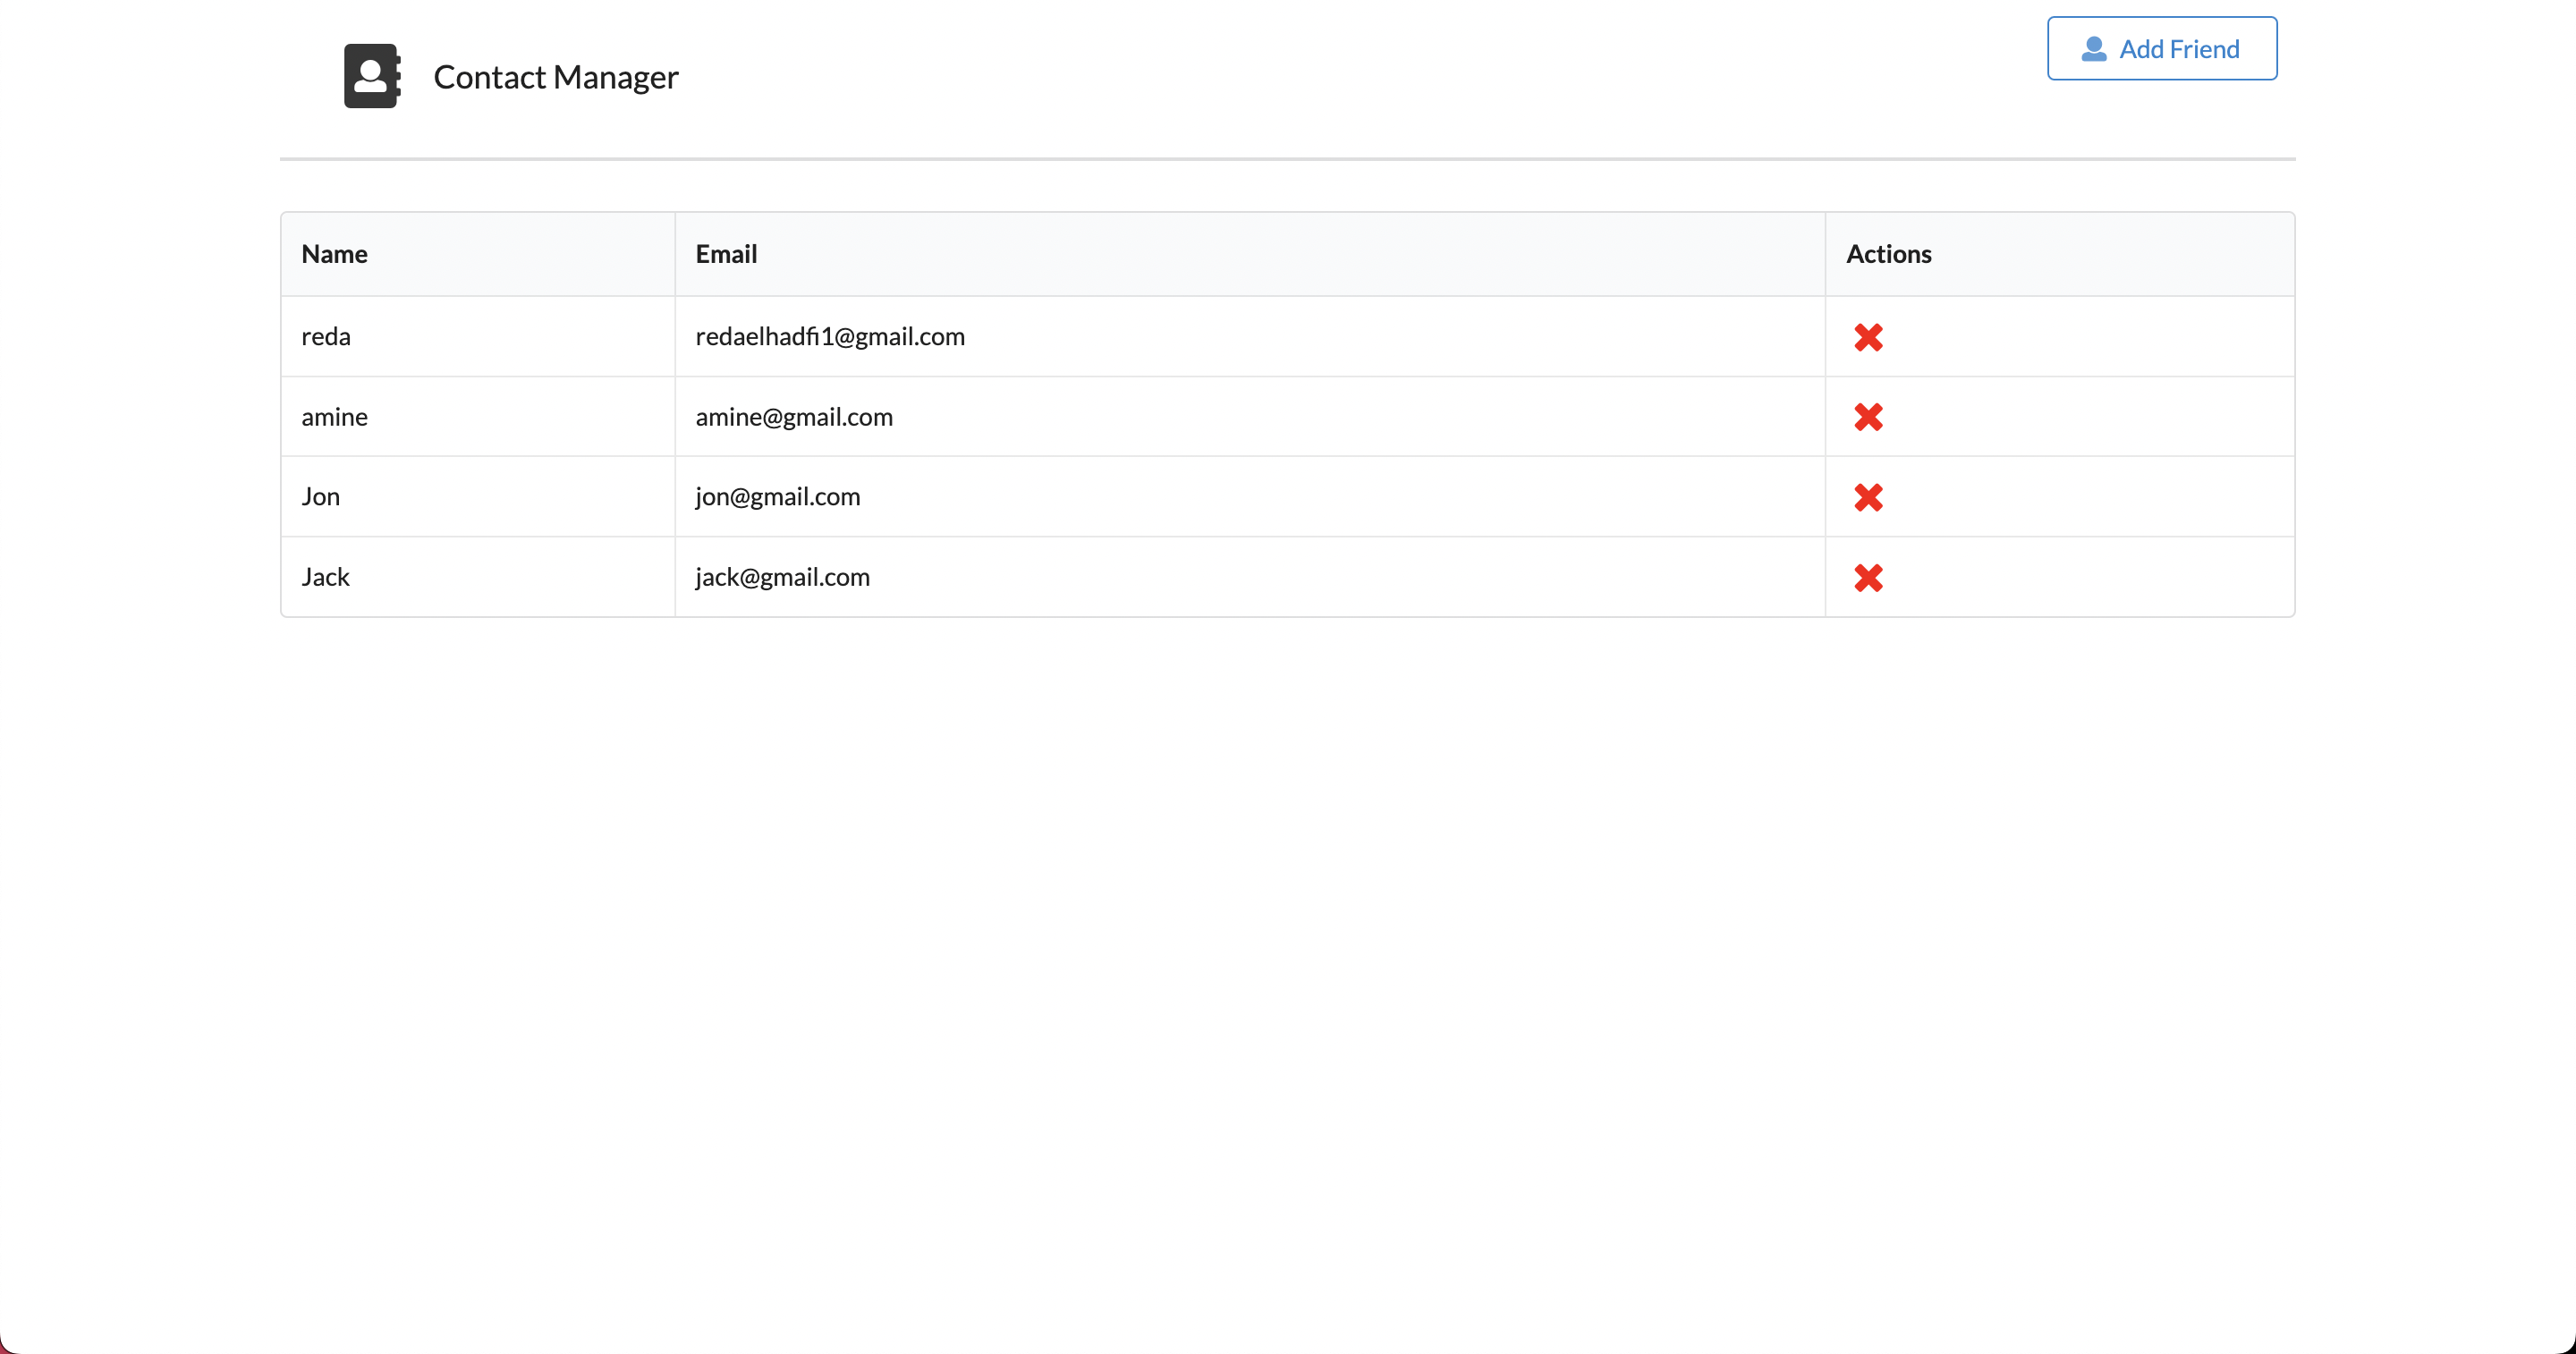 Contact Manager
Add Friend
Name Email Actions
reda redaelhadfi1@gmail.com
amine amine@gmail.com
Jon jon@gmail.com
Jack jack@gmail.com